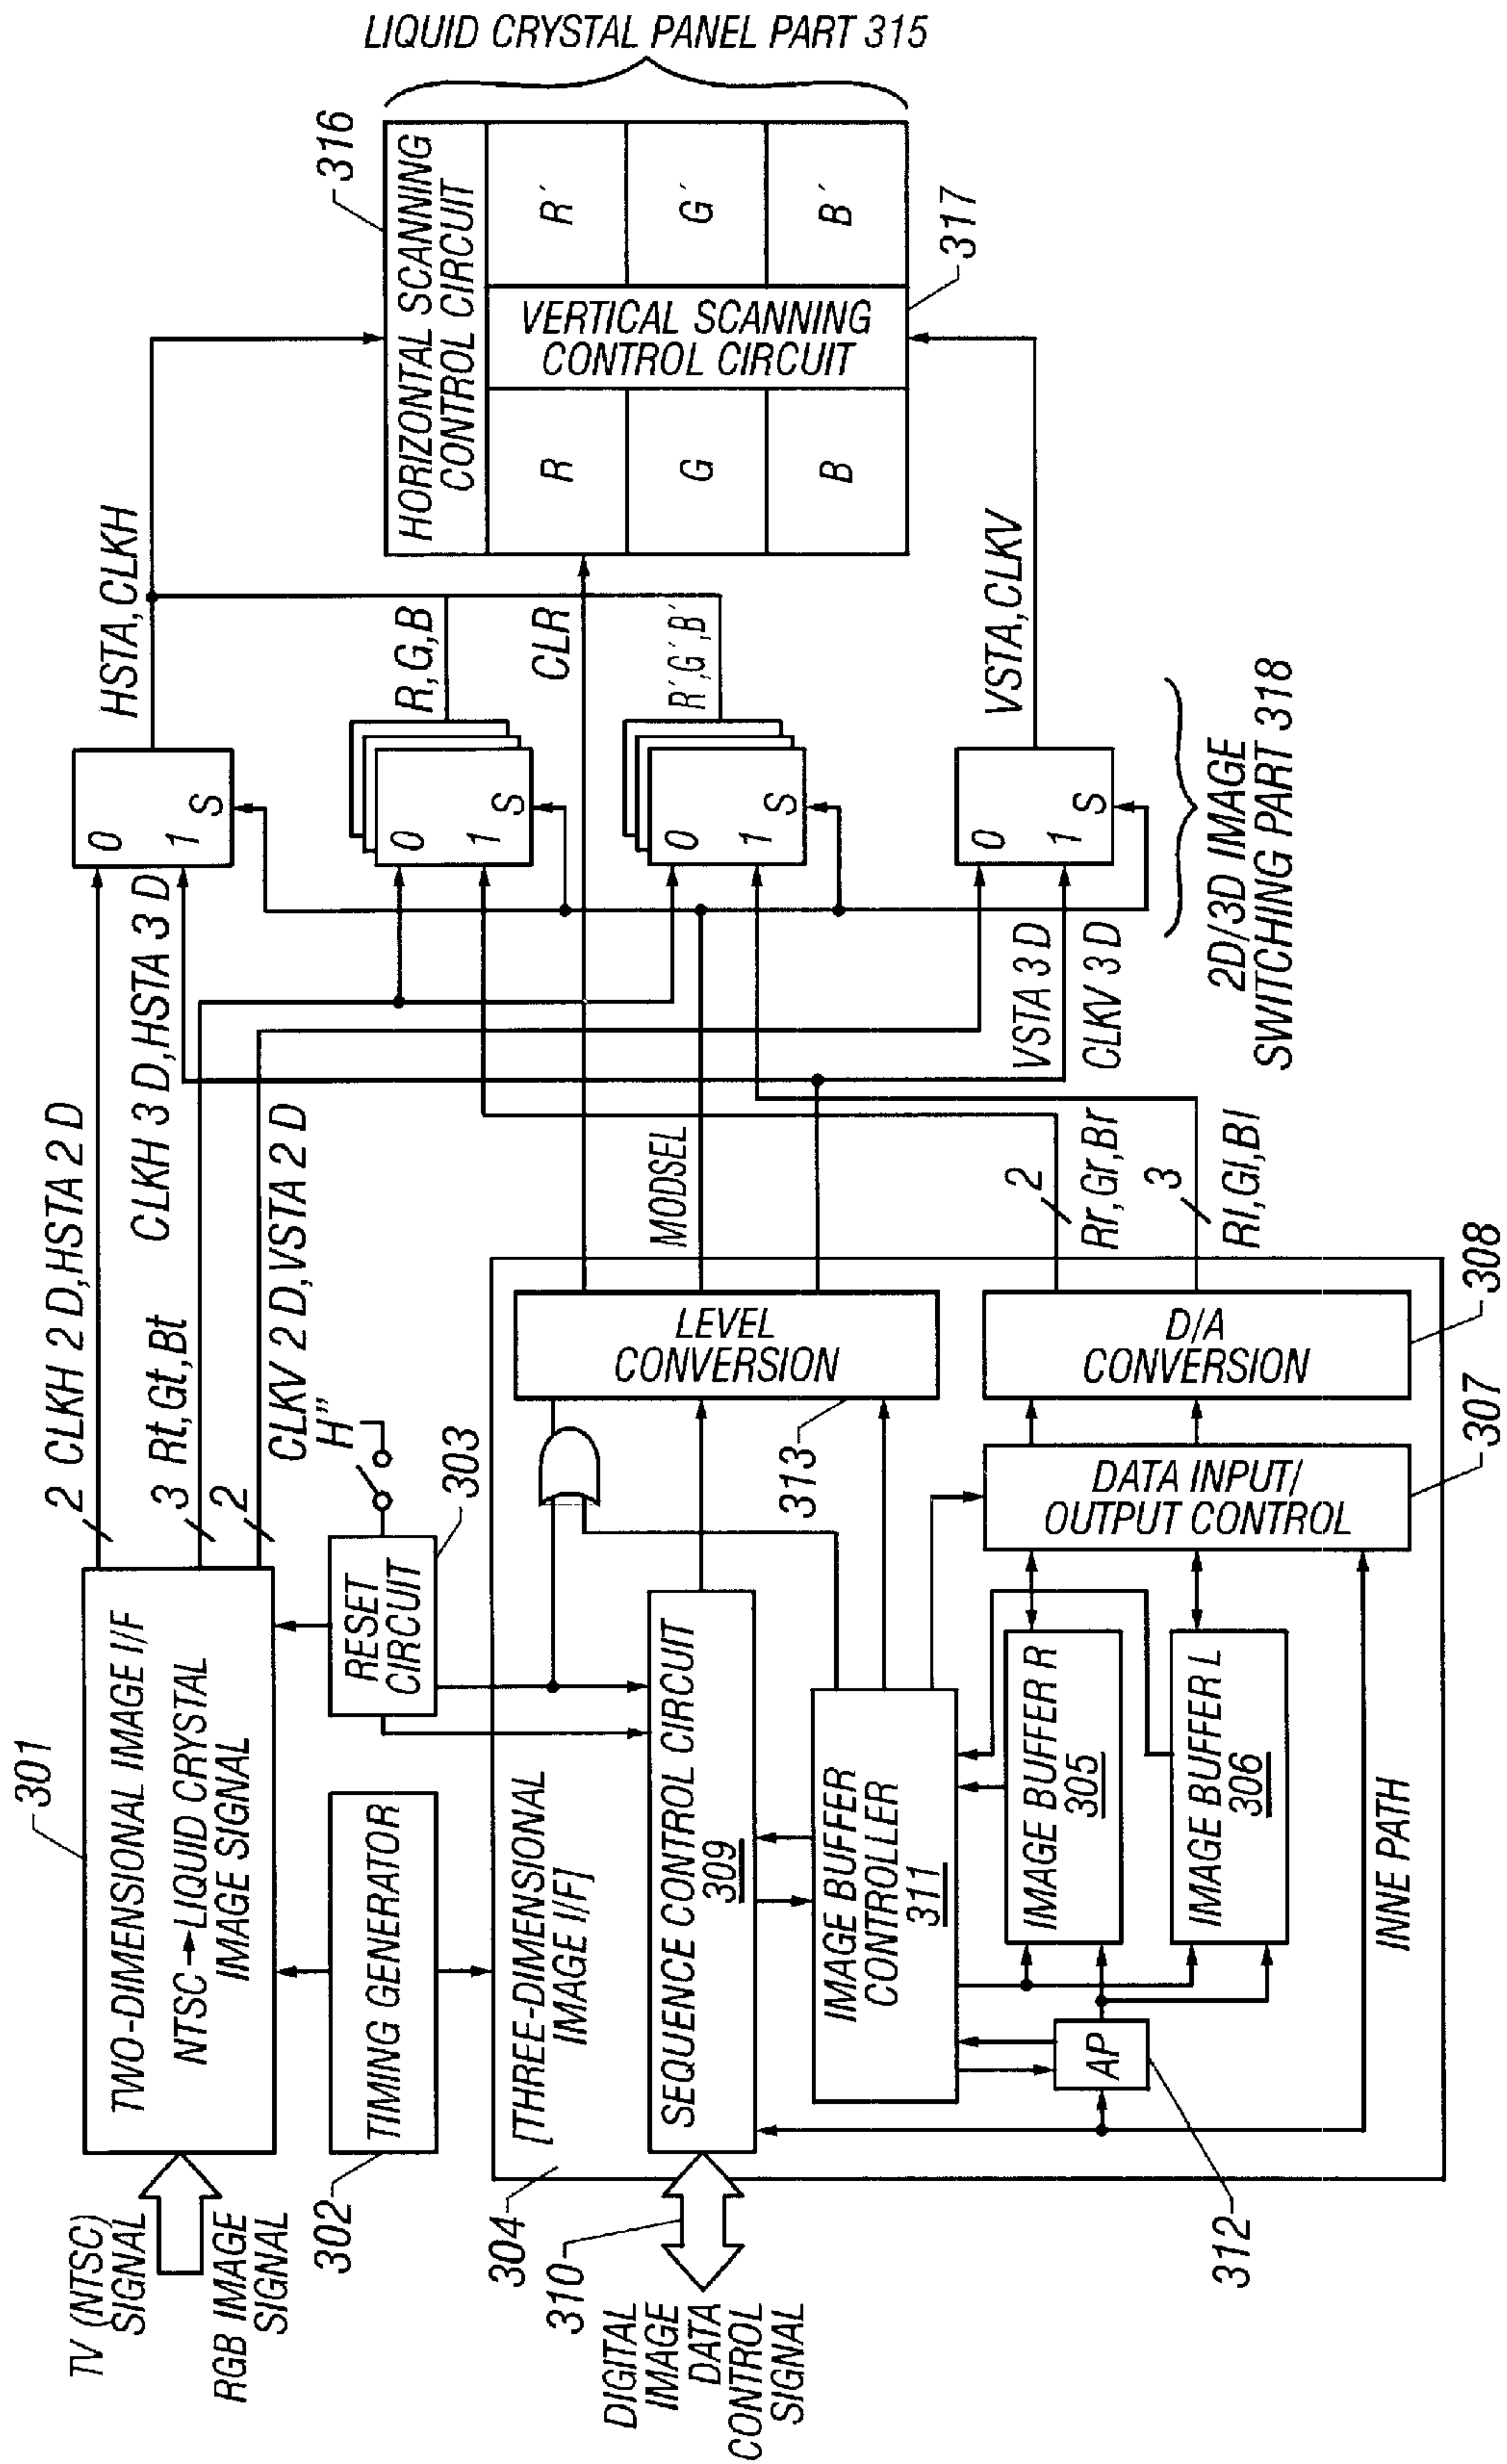 TV (NTSC)
SIGNAL
RGB IMAGE
SIGNAL
301
TWO-DIMENSIONAL IMAGE I/F
NTSC→LIQUID CRYSTAL
IMAGE SIGNAL
2 CLKH 2 D,HSTA 2 D
3 Rt,Gt,Bt
CLKH 3 D,HSTA 3 D
2
CLKV 2 D,VSTA 2 D
302
TIMING GENERATOR
RESET
CIRCUIT
303
H"
304
[THREE-DIMENSIONAL
IMAGE I/F]
310
DIGITAL
IMAGE
DATA
CONTROL
SIGNAL
SEQUENCE CONTROL CIRCUIT
309
IMAGE BUFFER
CONTROLLER
311
AP
312
IMAGE BUFFER R
305
IMAGE BUFFER L
306
INNE PATH
LEVEL
CONVERSION
313
DATA INPUT/
OUTPUT CONTROL
307
D/A
CONVERSION
308
MODSEL
2
Rr,Gr,Br
3
Rl,Gl,Bl
VSTA 3 D
CLKV 3 D
0
1
S
0
1
S
0
1
S
0
1
S
2D/3D IMAGE
SWITCHING PART 318
HSTA,CLKH
R,G,B
CLR
R´,G´,B´
VSTA,CLKV
316
HORIZONTAL SCANNING
CONTROL CIRCUIT
R
R´
G
G´
B
B´
VERTICAL SCANNING
CONTROL CIRCUIT
317
LIQUID CRYSTAL PANEL PART 315